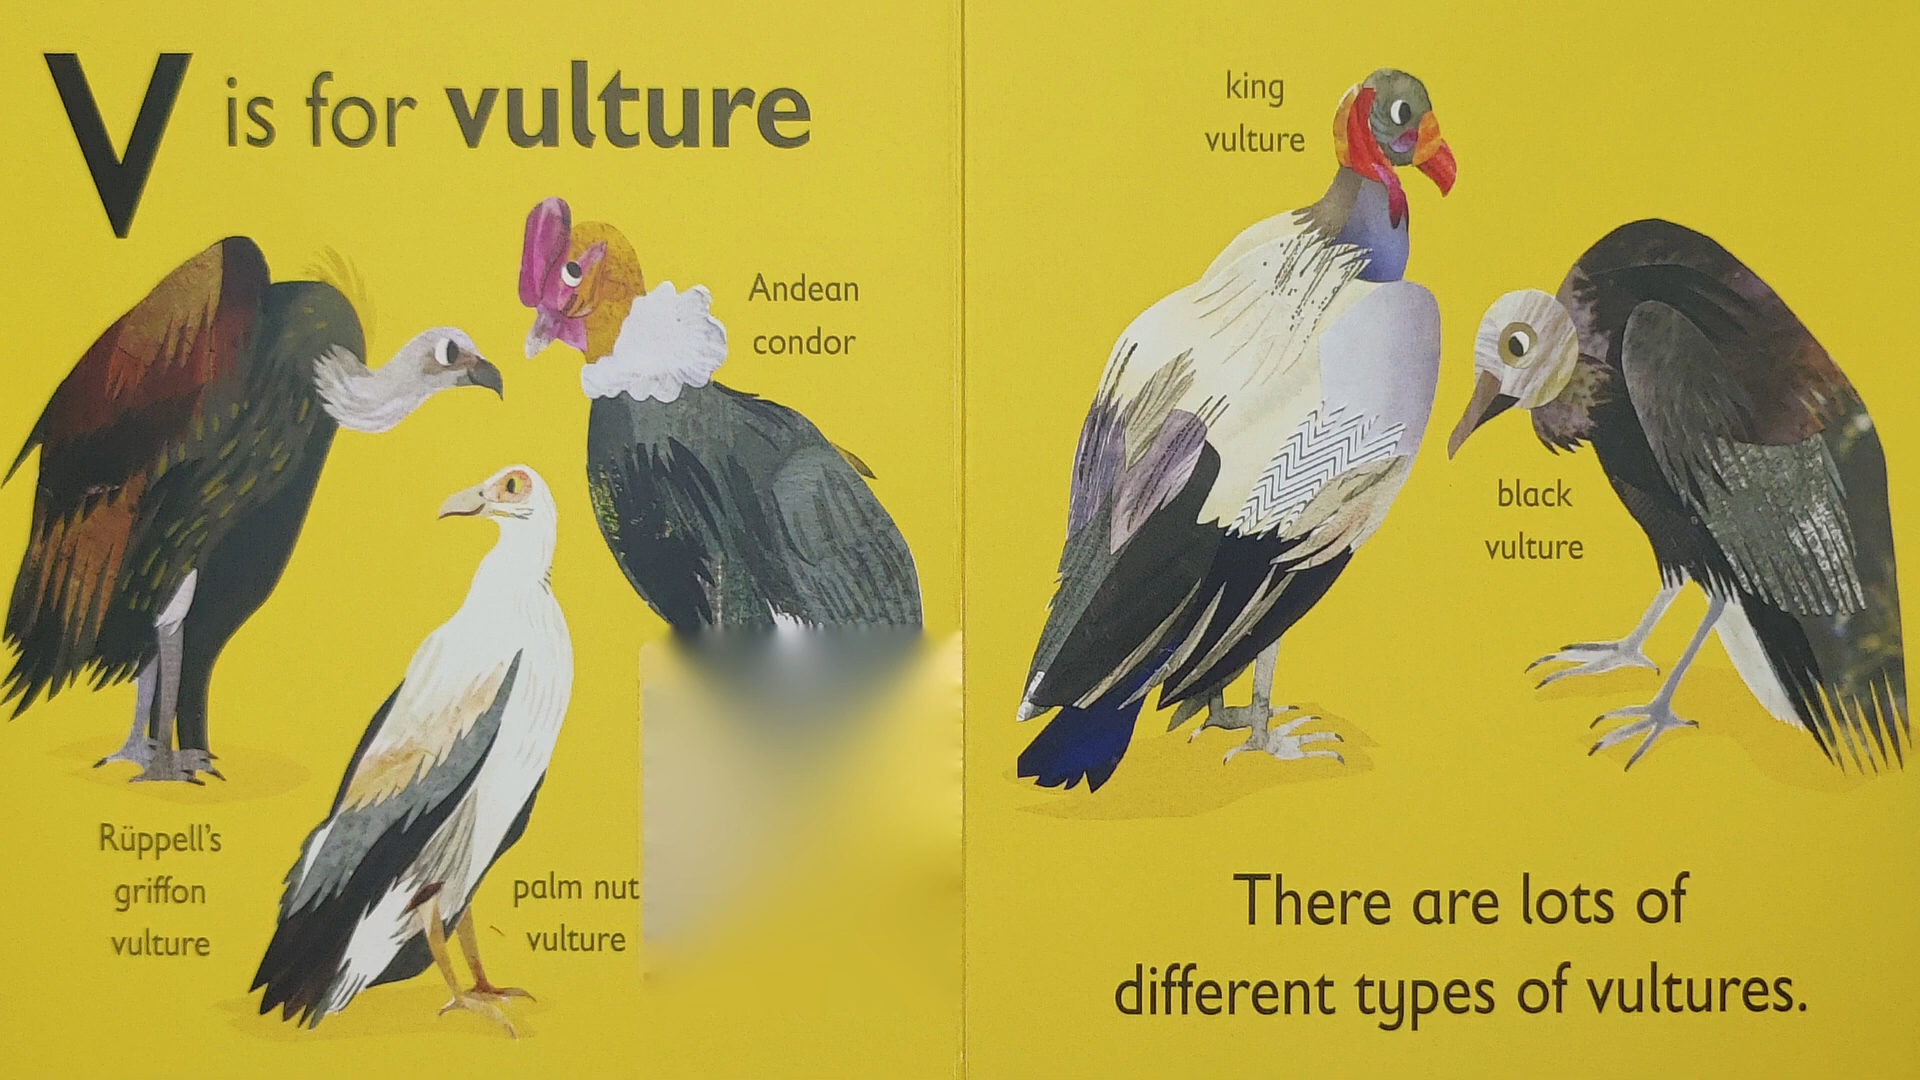 V is for vulture
Andean
condor
Rüppell's
griffon
vulture
palm nut
vulture
king
vulture
black
vulture
There are lots of
different types of vultures.